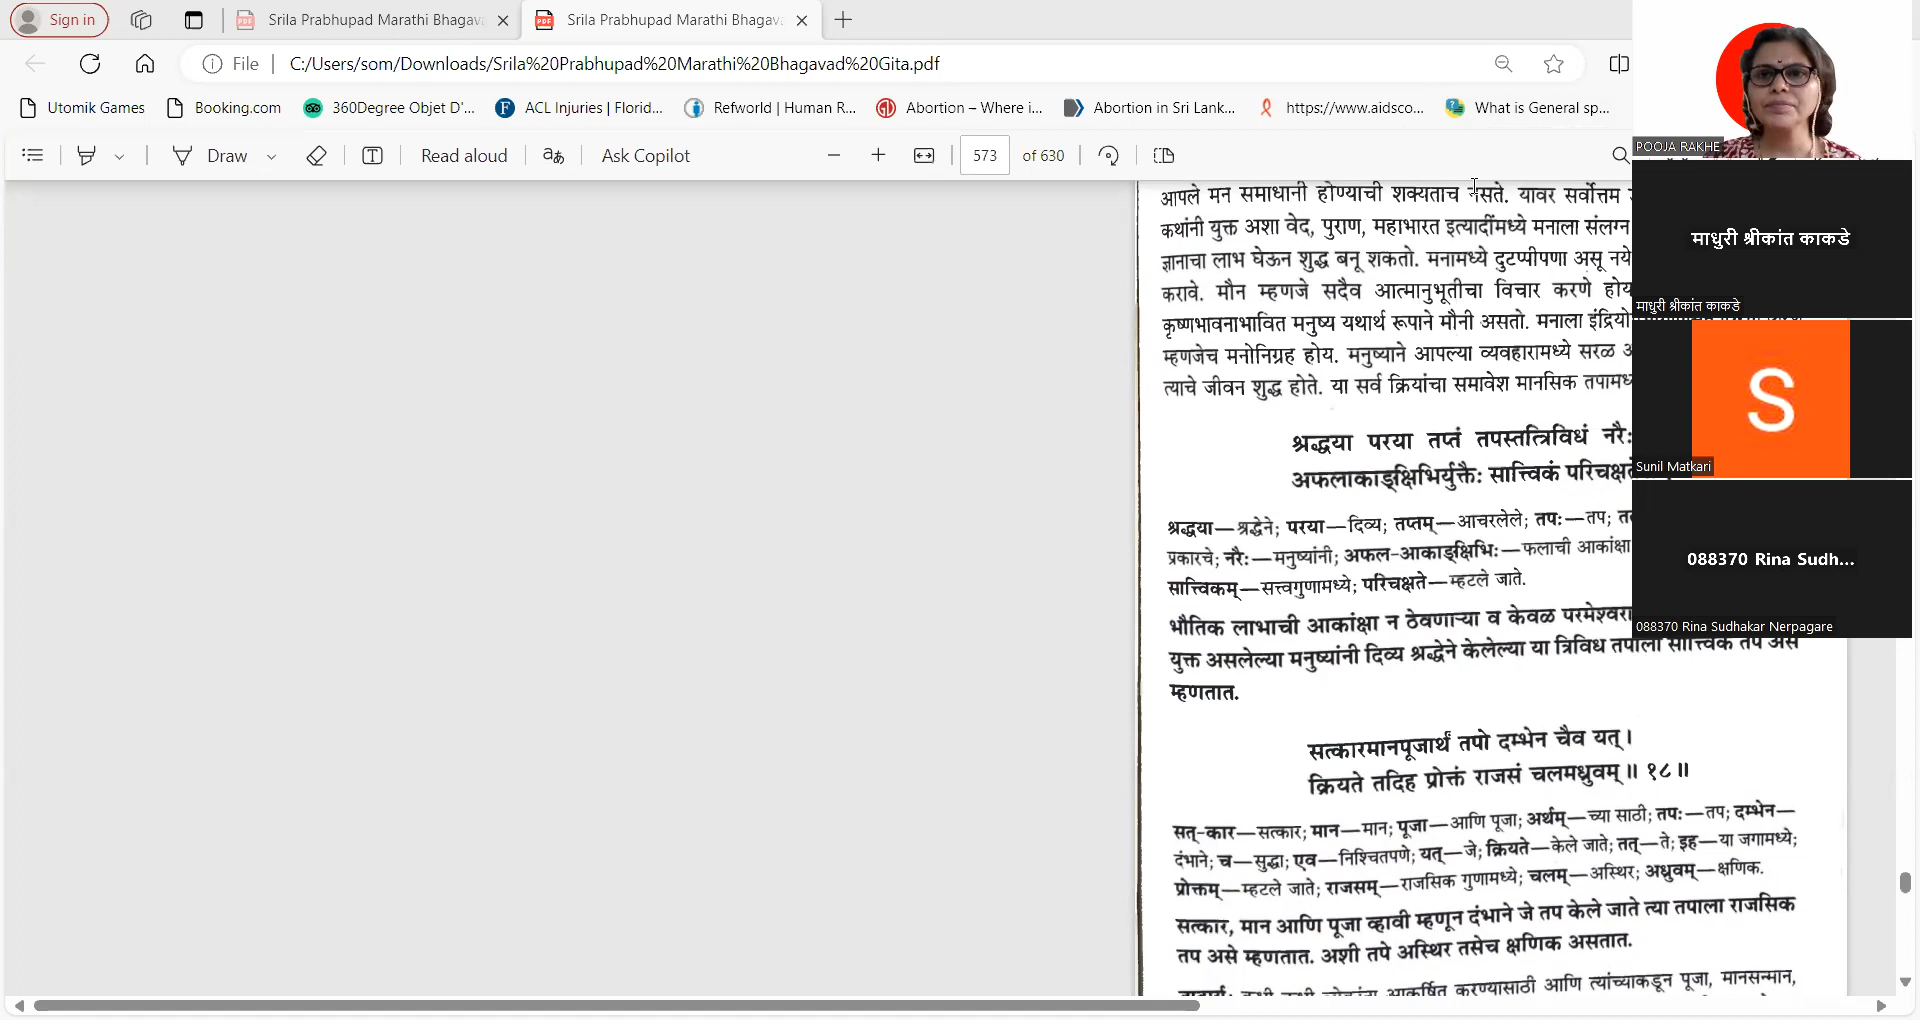 Sign in
Srila Prabhupad Marathi Bhagava
Srila Prabhupad Marathi Bhagava
File
C:/Users/som/Downloads/Srila%20Prabhupad%20Marathi%20Bhagavad%20Gita.pdf
Utomik Games
Booking.com
360Degree Objet D'...
ACL Injuries | Florid...
Refworld | Human R...
Abortion – Where i...
Abortion in Sri Lank...
https://www.aidsco...
What is General sp...
Draw
Read aloud
Ask Copilot
573 of 630
आपले मन समाधानी होण्याची शक्यताच नसते. यावर सर्वोत्तम
कथांनी युक्त अशा वेद, पुराण, महाभारत इत्यादींमध्ये मनाला संलग्न
ज्ञानाचा लाभ घेऊन शुद्ध बनू शकतो. मनामध्ये दुटप्पीपणा असू नये
करावे. मौन म्हणजे सदैव आत्मानुभूतीचा विचार करणे होय
कृष्णभावनाभावित मनुष्य यथार्थ रूपाने मौनी असतो. मनाला इंद्रियो
म्हणजेच मनोनिग्रह होय. मनुष्याने आपल्या व्यवहारामध्ये सरळ
त्याचे जीवन शुद्ध होते. या सर्व क्रियांचा समावेश मानसिक तपामध
श्रद्धया परया तप्तं तपस्तत्त्रिविधं नरैः
अफलाकाङ्क्षिभिर्युक्तैः सात्त्विकं परिचक्षते
श्रद्धया—श्रद्धेने; परया—दिव्य; तप्तम्—आचरलेले; तपः—तप;
प्रकारचे; नरैः—मनुष्यांनी; अफल-आकाङ्क्षिभिः—फलाची आकांक्षा
सात्त्विकम्—सत्त्वगुणामध्ये; परिचक्षते—म्हटले जाते.
भौतिक लाभाची आकांक्षा न ठेवणाऱ्या व केवळ परमेश्वरा
युक्त असलेल्या मनुष्यांनी दिव्य श्रद्धेने केलेल्या या त्रिविध तपाला सात्त्विक तप असे
म्हणतात.
सत्कारमानपूजार्थं तपो दम्भेन चैव यत्।
क्रियते तदिह प्रोक्तं राजसं चलमध्रुवम्॥ १८॥
सत्-कार—सत्कार; मान—मान; पूजा—आणि पूजा; अर्थम्—च्या साठी; तपः—तप; दम्भेन—
दंभाने; च—सुद्धा; एव—निश्चितपणे; यत्—जे; क्रियते—केले जाते; तत्—ते; इह—या जगामध्ये;
प्रोक्तम्—म्हटले जाते; राजसम्—राजसिक गुणामध्ये; चलम्—अस्थिर; अध्रुवम्—क्षणिक.
सत्कार, मान आणि पूजा व्हावी म्हणून दंभाने जे तप केले जाते त्या तपाला राजसिक
तप असे म्हणतात. अशी तपे अस्थिर तसेच क्षणिक असतात.
आकर्षित करण्यासाठी आणि त्यांच्याकडून पूजा, मानसन्मान,
POOJA RAKHE
माधुरी श्रीकांत काकडे
माधुरी श्रीकांत काकडे
S
Sunil Matkari
088370 Rina Sudh...
088370 Rina Sudhakar Nerpagare